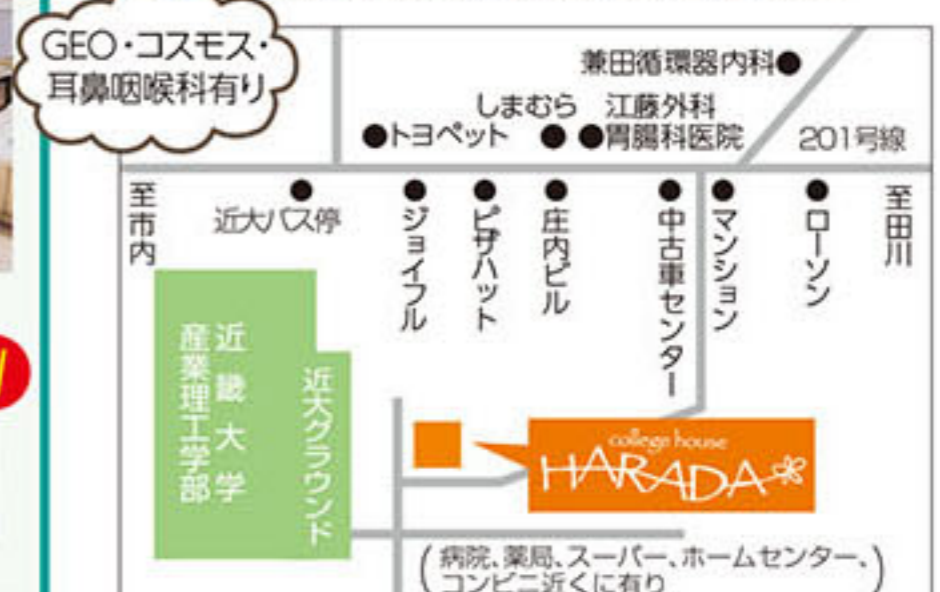 GEO・コスモス・
耳鼻咽喉科有り
兼田循環器内科
しまむら
江藤外科
胃腸科医院
トヨペット
201号線
至市内
近大バス停
ジョイフル
ピザハット
庄内ビル
中古車センター
マンション
ローソン
至田川
近畿大学
産業理工学部
近大グラウンド
college house
HARADA
(病院、薬局、スーパー、ホームセンター、
コンビニ近くに有り)